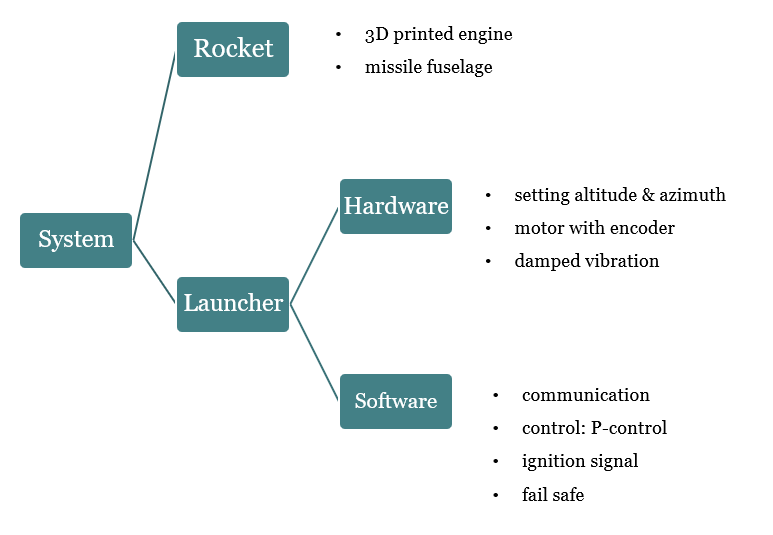 Rocket
• 3D printed engine
• missile fuselage
System
Launcher
Hardware
• setting altitude & azimuth
• motor with encoder
• damped vibration
Software
• communication
• control: P-control
• ignition signal
• fail safe